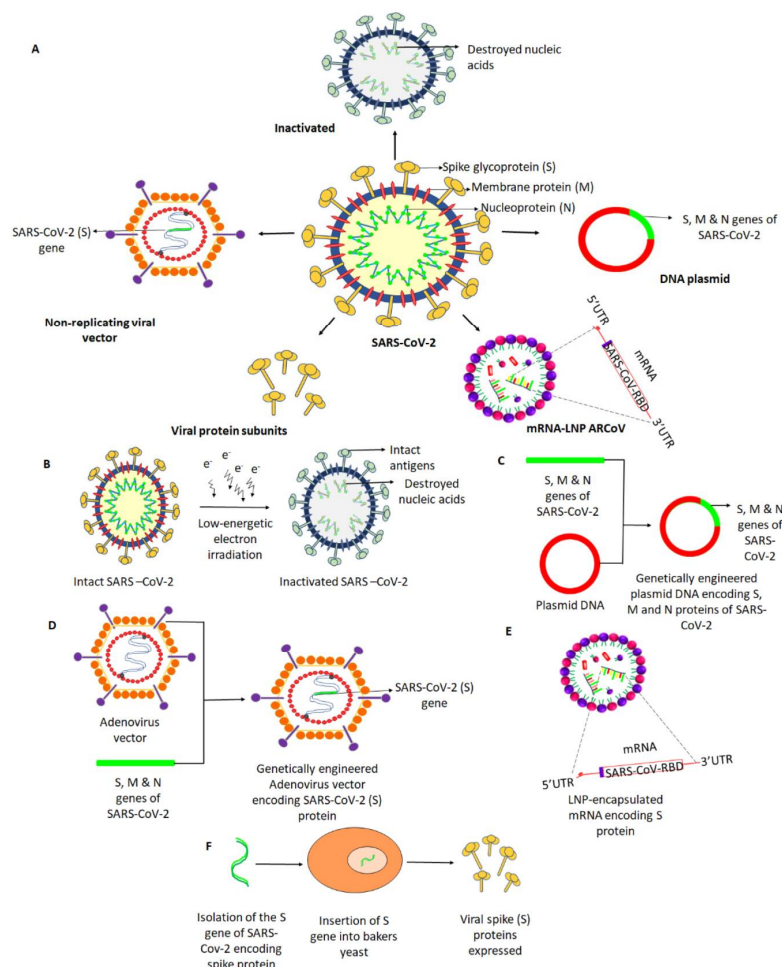 A
Destroyed nucleic
acids
Inactivated
Spike glycoprotein (S)
Membrane protein (M)
Nucleoprotein (N)
SARS-CoV-2 (S)
gene
S, M & N genes of
SARS-CoV-2
DNA plasmid
Non-replicating viral
vector
SARS-CoV-2
5'UTR
mRNA
SARS-CoV-RBD
3'UTR
mRNA-LNP ARCoV
Viral protein subunits
B
e-
e-
e-
e-
Low-energetic
electron
irradiation
Intact
antigens
Destroyed
nucleic acids
Intact SARS –CoV-2
Inactivated SARS –CoV-2
C
S, M & N
genes of
SARS-CoV-2
Plasmid DNA
S, M & N
genes of
SARS-
CoV-2
Genetically engineered
plasmid DNA encoding S,
M and N proteins of SARS-
CoV-2
D
Adenovirus
vector
S, M & N
genes of
SARS-CoV-2
SARS-CoV-2 (S)
gene
Genetically engineered
Adenovirus vector
encoding SARS-CoV-2 (S)
protein
E
mRNA
5'UTR
SARS-CoV-RBD
3'UTR
LNP-encapsulated
mRNA encoding S
protein
F
Isolation of the S
gene of SARS-
Cov-2 encoding
spike protein
Insertion of S
gene into bakers
yeast
Viral spike (S)
proteins
expressed